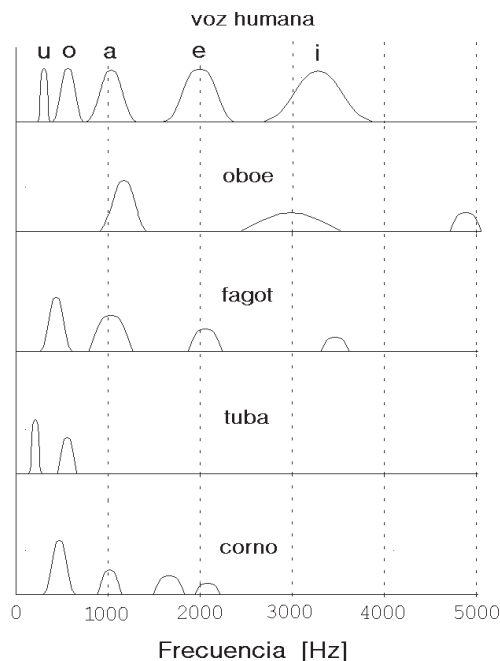 voz humana
u o a e i
oboe
fagot
tuba
corno
0 1000 2000 3000 4000 5000
Frecuencia [Hz]